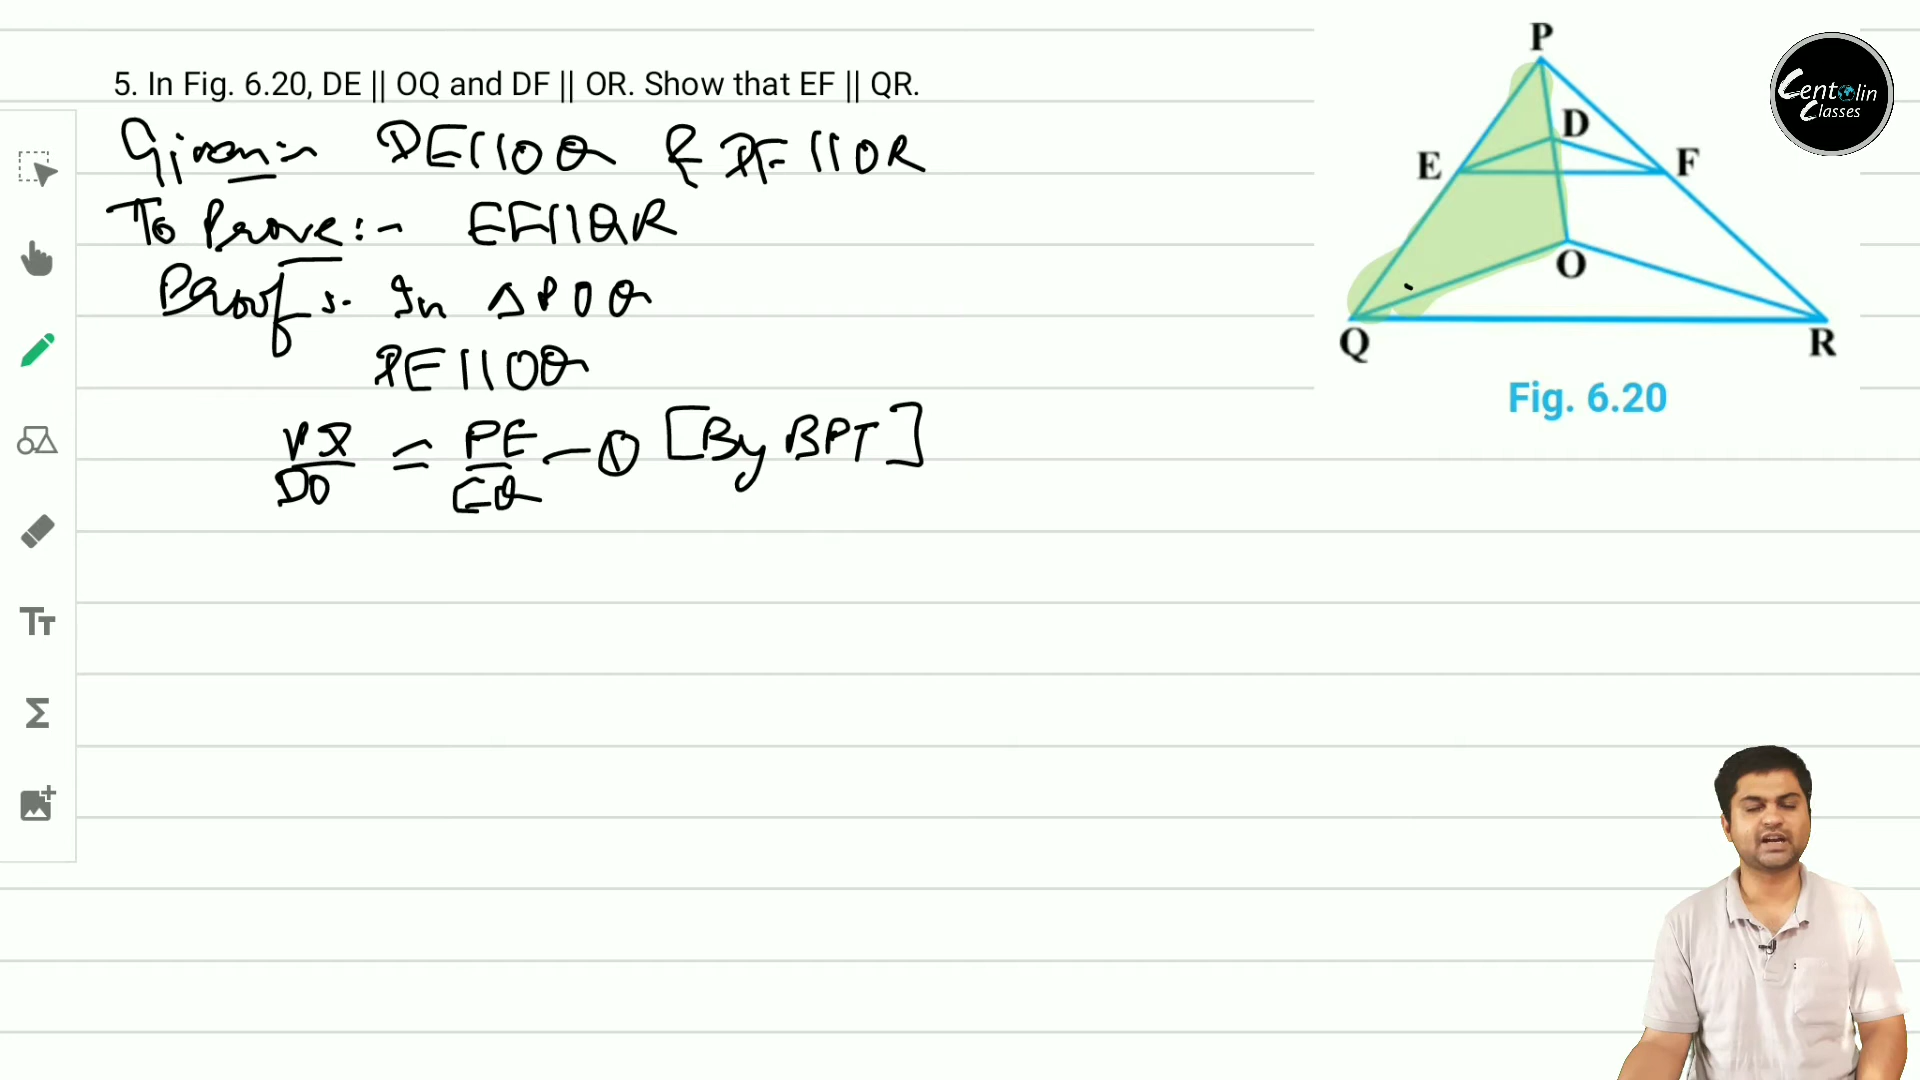 5. In Fig. 6.20, DE || OQ and DF || OR. Show that EF || QR.
Given:- DE||OQ & DF||OR
To Prove:- EF||QR
Proof:- In ΔPOQ
DE||OQ
PD/DO = PE/EQ —① [By BPT]
P
D
E
F
O
Q
R
Fig. 6.20
Centolin
Classes
Tт
Σ